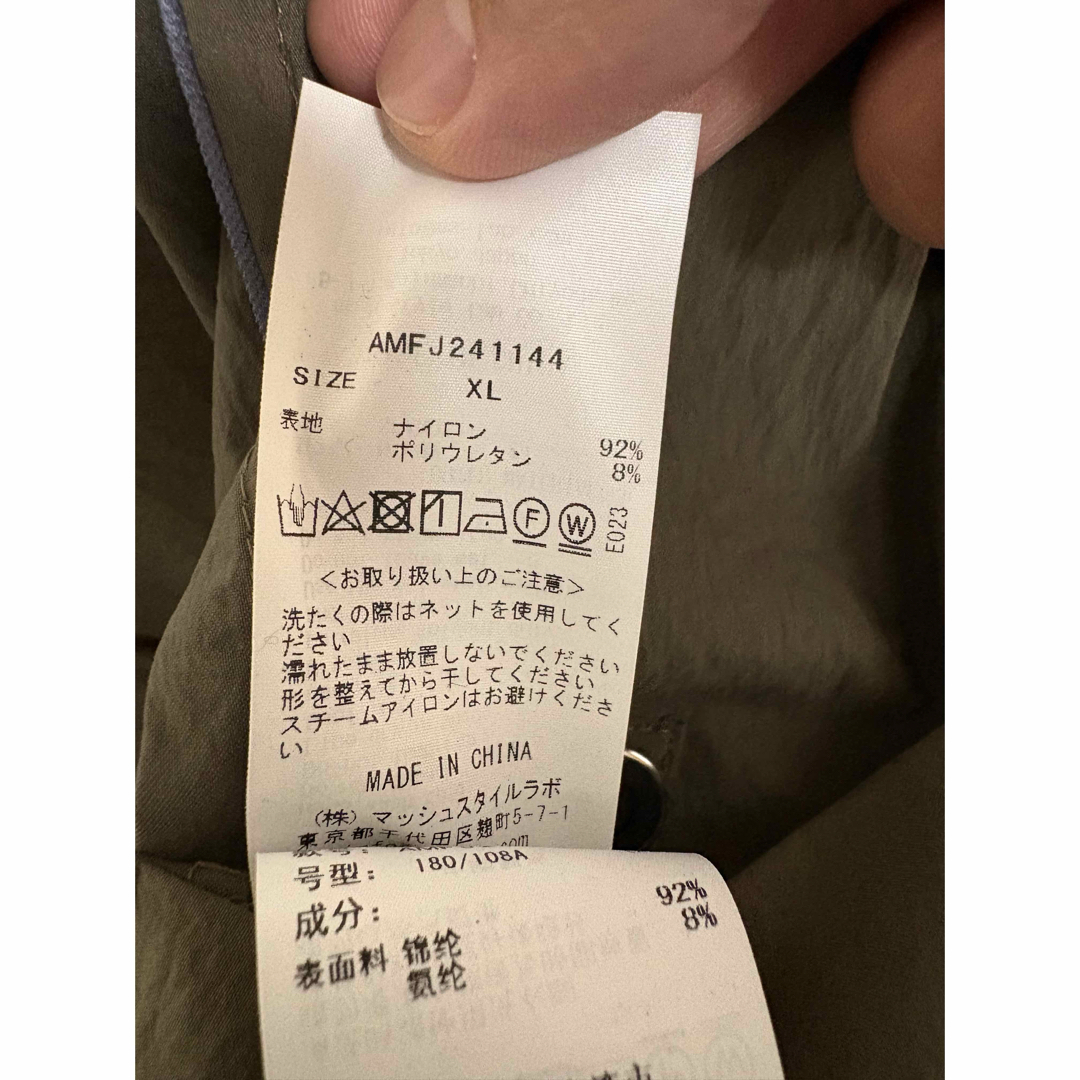 AMFJ241144
SIZE XL
表地 ナイロン 92%
ポリウレタン 8%
F W E023
<お取り扱い上のご注意>
洗たくの際はネットを使用してく
ださい
濡れたまま放置しないでください
形を整えてから干してください
スチームアイロンはお避けくださ
い
MADE IN CHINA
(株)マッシュスタイルラボ
東京都千代田区麹町5-7-1
号型: 180/108A
成分: 92%
8%
表面料 锦纶
氨纶